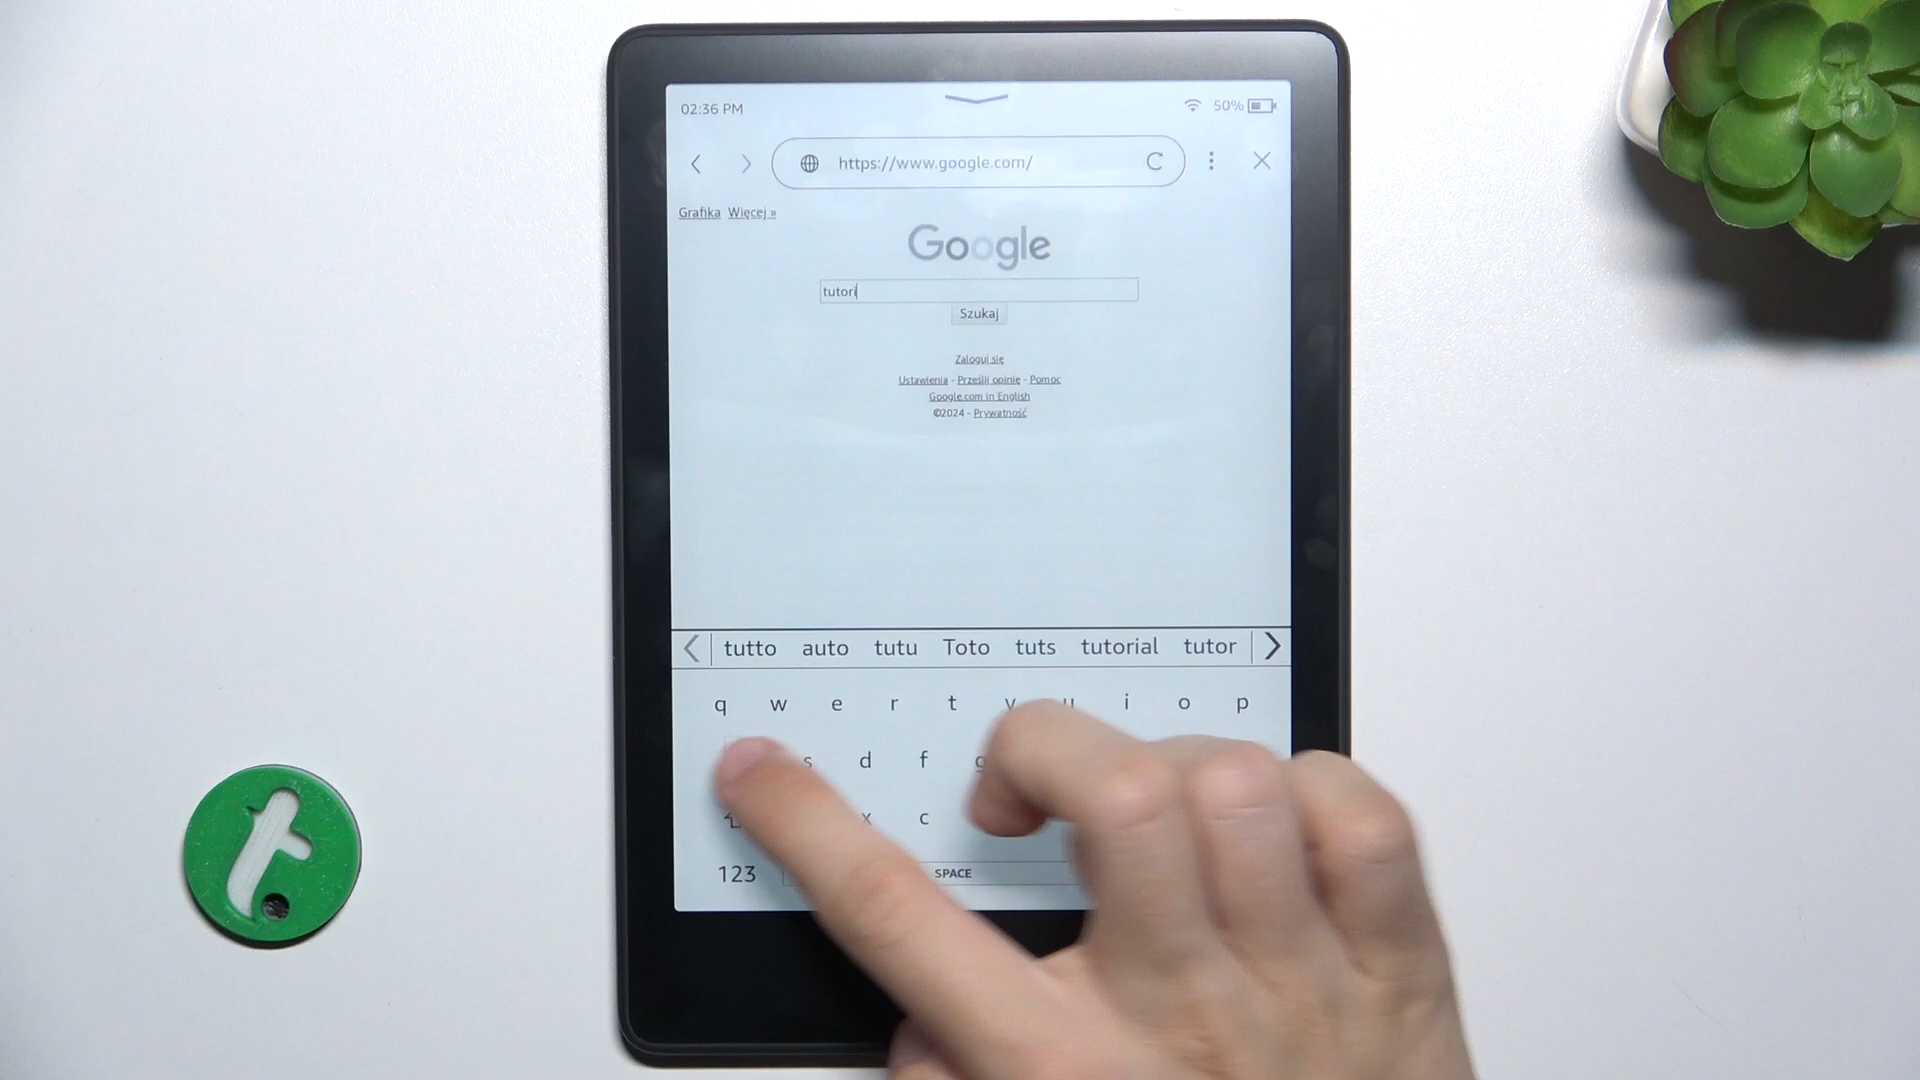 02:36 PM
50%
https://www.google.com/
Grafika Więcej »
Google
tutori
Szukaj
Zaloguj się
Ustawienia - Prześlij opinię - Pomoc
Google.com in English
©2024 - Prywatność
tutto auto tutu Toto tuts tutorial tutor
q w e r t y u i o p
s d f g
x c
123 SPACE
t